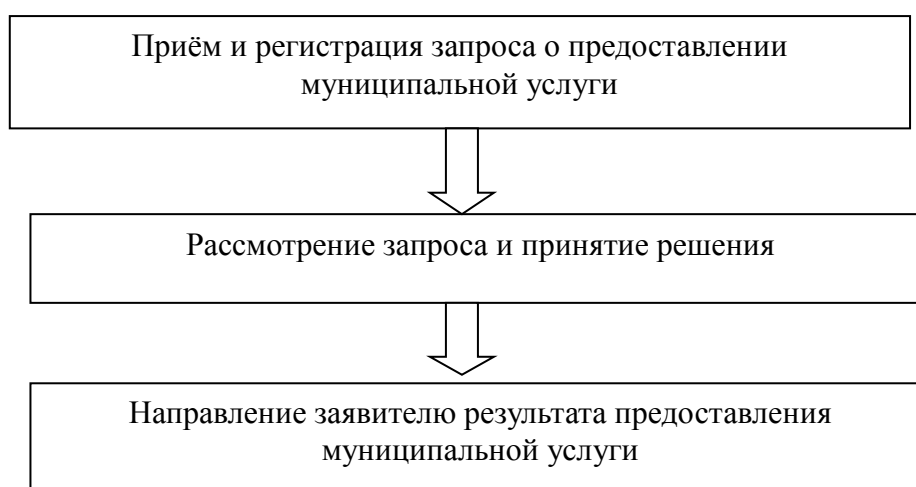 Приём и регистрация запроса о предоставлении
муниципальной услуги
Рассмотрение запроса и принятие решения
Направление заявителю результата предоставления
муниципальной услуги